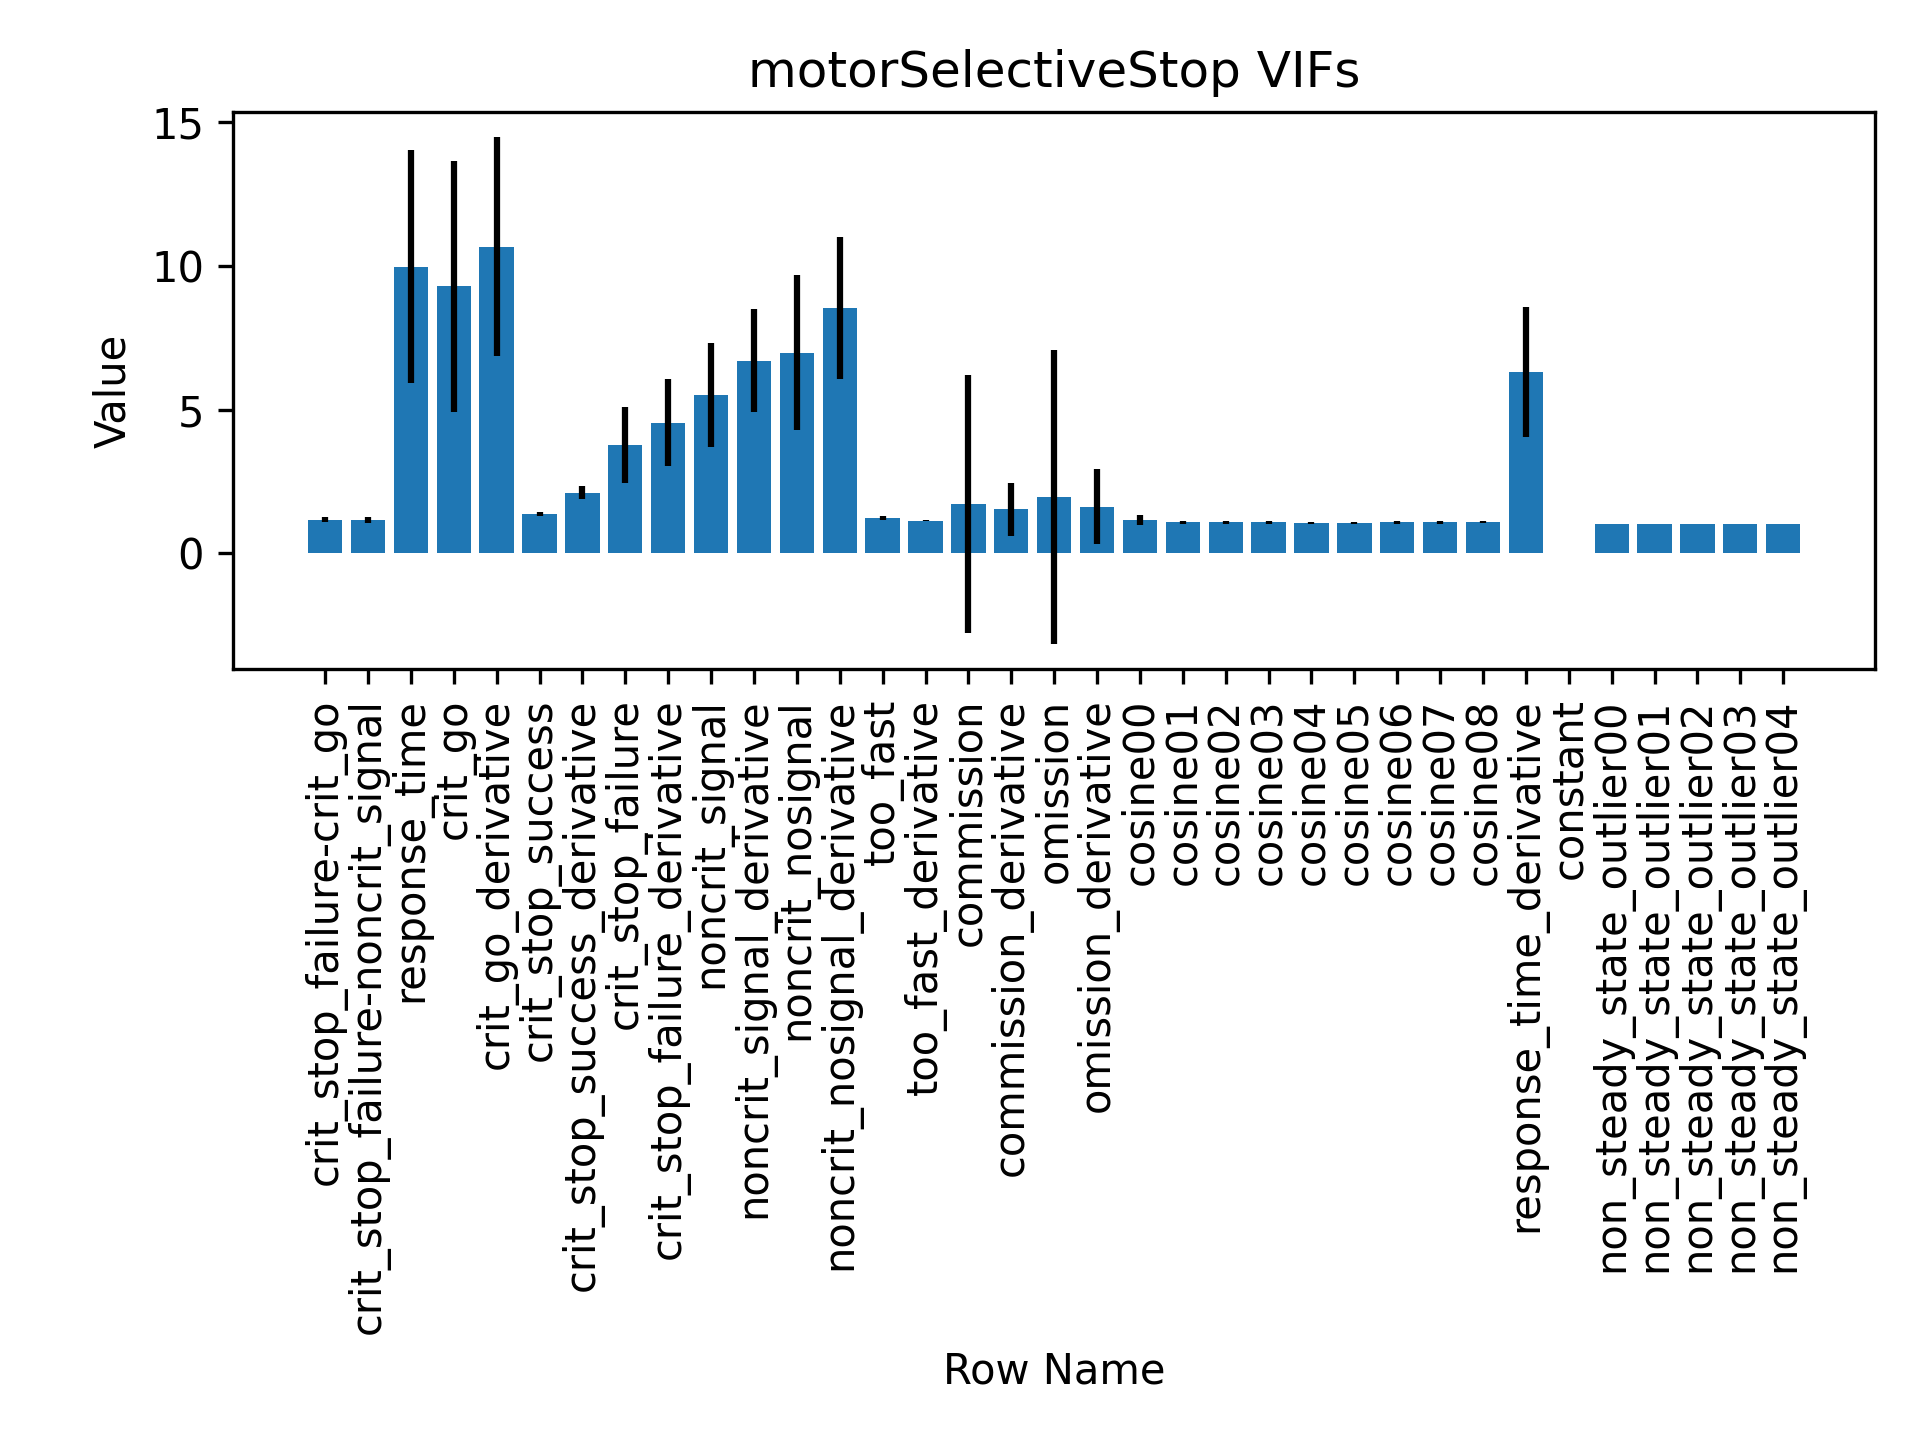 motorSelectiveStop VIFs
15
10
5
0
Value
crit_stop_failure-crit_go
crit_stop_failure-noncrit_signal
response_time
crit_go
crit_go_derivative
crit_stop_success
crit_stop_success_derivative
crit_stop_failure
crit_stop_failure_derivative
noncrit_signal
noncrit_signal_derivative
noncrit_nosignal
noncrit_nosignal_derivative
too_fast
too_fast_derivative
commission
commission_derivative
omission
omission_derivative
cosine00
cosine01
cosine02
cosine03
cosine04
cosine05
cosine06
cosine07
cosine08
response_time_derivative
constant
non_steady_state_outlier00
non_steady_state_outlier01
non_steady_state_outlier02
non_steady_state_outlier03
non_steady_state_outlier04
Row Name